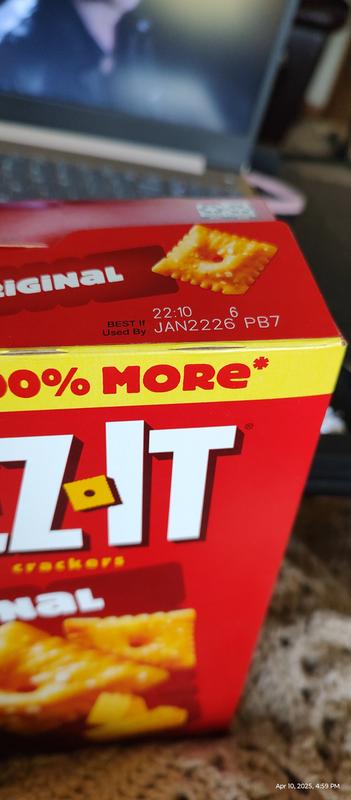 RIGINAL
BEST If
Used By
22:10 6
JAN2226 PB7
00% MORE*
Z·IT®
crackers
NAL
Apr 10, 2025, 4:59 PM